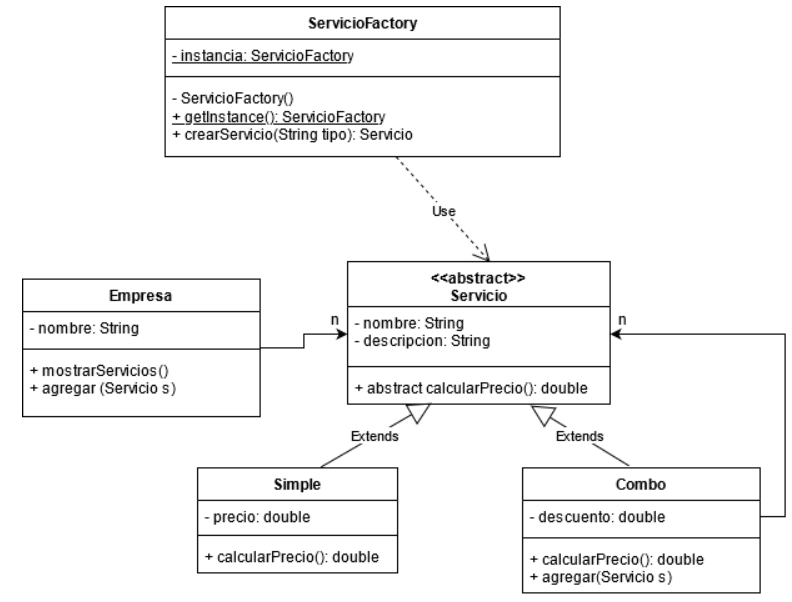 ServicioFactory
- instancia: ServicioFactory
- ServicioFactory()
+ getInstance(): ServicioFactory
+ crearServicio(String tipo): Servicio
Use
<<abstract>>
Servicio
- nombre: String
- descripcion: String
+ abstract calcularPrecio(): double
Empresa
- nombre: String
+ mostrarServicios()
+ agregar (Servicio s)
n
n
Extends
Extends
Simple
- precio: double
+ calcularPrecio(): double
Combo
- descuento: double
+ calcularPrecio(): double
+ agregar(Servicio s)